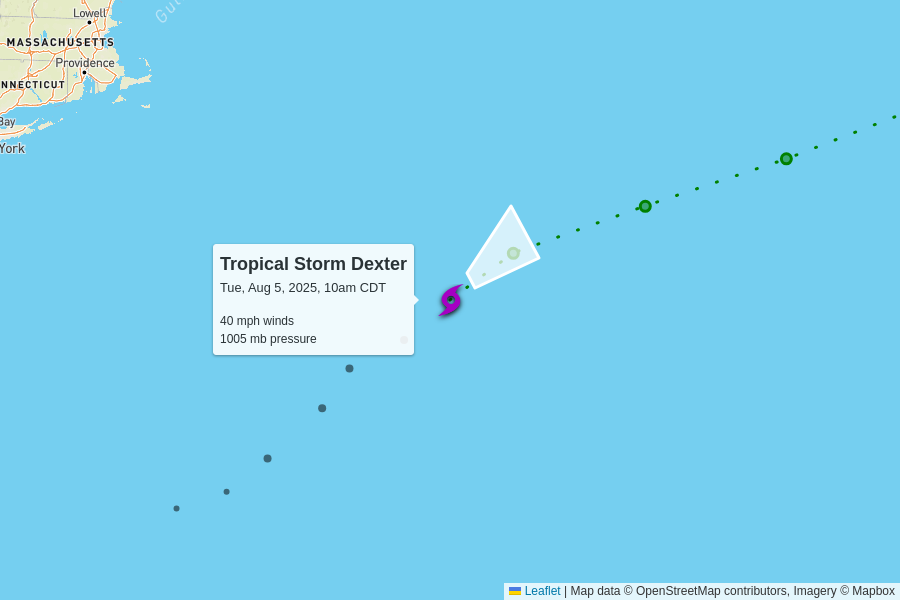 Gul
Lowell
MASSACHUSETTS
Providence
NNECTICUT
Bay
York
Tropical Storm Dexter
Tue, Aug 5, 2025, 10am CDT
40 mph winds
1005 mb pressure
Leaflet | Map data © OpenStreetMap contributors, Imagery © Mapbox